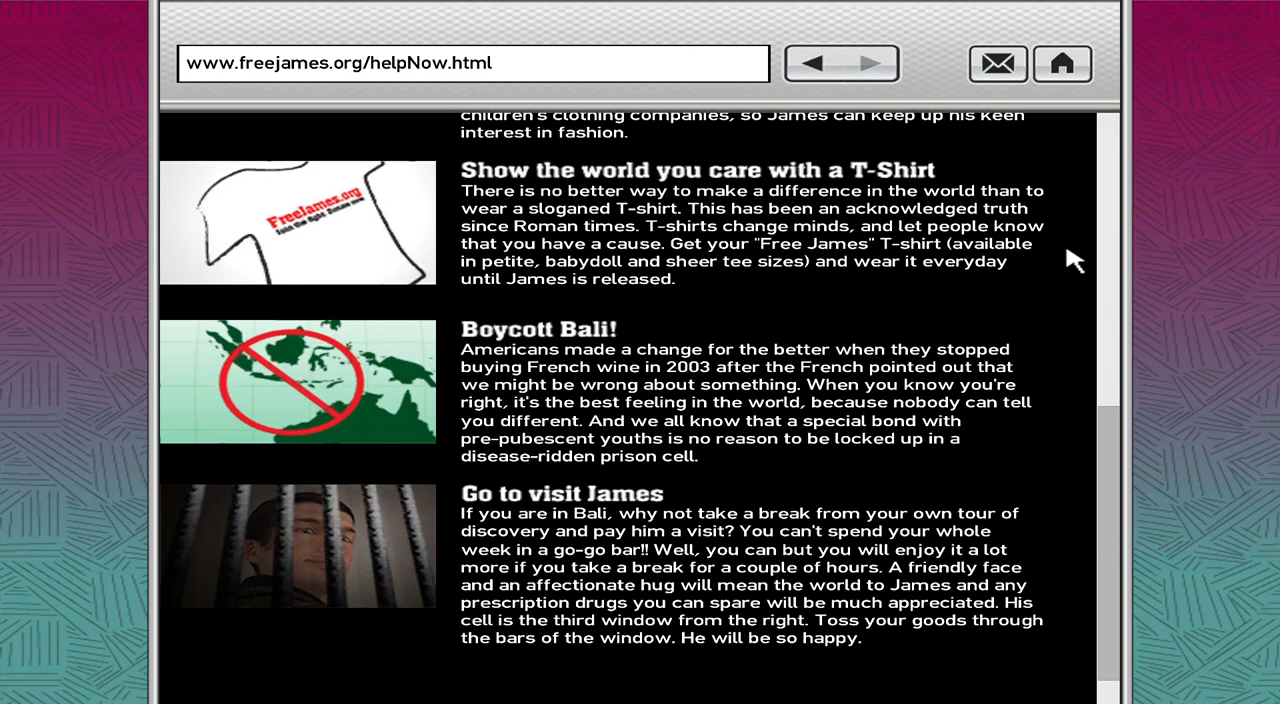 www.freejames.org/helpNow.html
children's clothing companies, so James can keep up his keen
interest in fashion.
FreeJames.org
Join the fight. Donate now
Show the world you care with a T-Shirt
There is no better way to make a difference in the world than to
wear a sloganed T-shirt. This has been an acknowledged truth
since Roman times. T-shirts change minds, and let people know
that you have a cause. Get your "Free James" T-shirt (available
in petite, babydoll and sheer tee sizes) and wear it everyday
until James is released.
Boycott Bali!
Americans made a change for the better when they stopped
buying French wine in 2003 after the French pointed out that
we might be wrong about something. When you know you're
right, it's the best feeling in the world, because nobody can tell
you different. And we all know that a special bond with
pre-pubescent youths is no reason to be locked up in a
disease-ridden prison cell.
Go to visit James
If you are in Bali, why not take a break from your own tour of
discovery and pay him a visit? You can't spend your whole
week in a go-go bar!! Well, you can but you will enjoy it a lot
more if you take a break for a couple of hours. A friendly face
and an affectionate hug will mean the world to James and any
prescription drugs you can spare will be much appreciated. His
cell is the third window from the right. Toss your goods through
the bars of the window. He will be so happy.